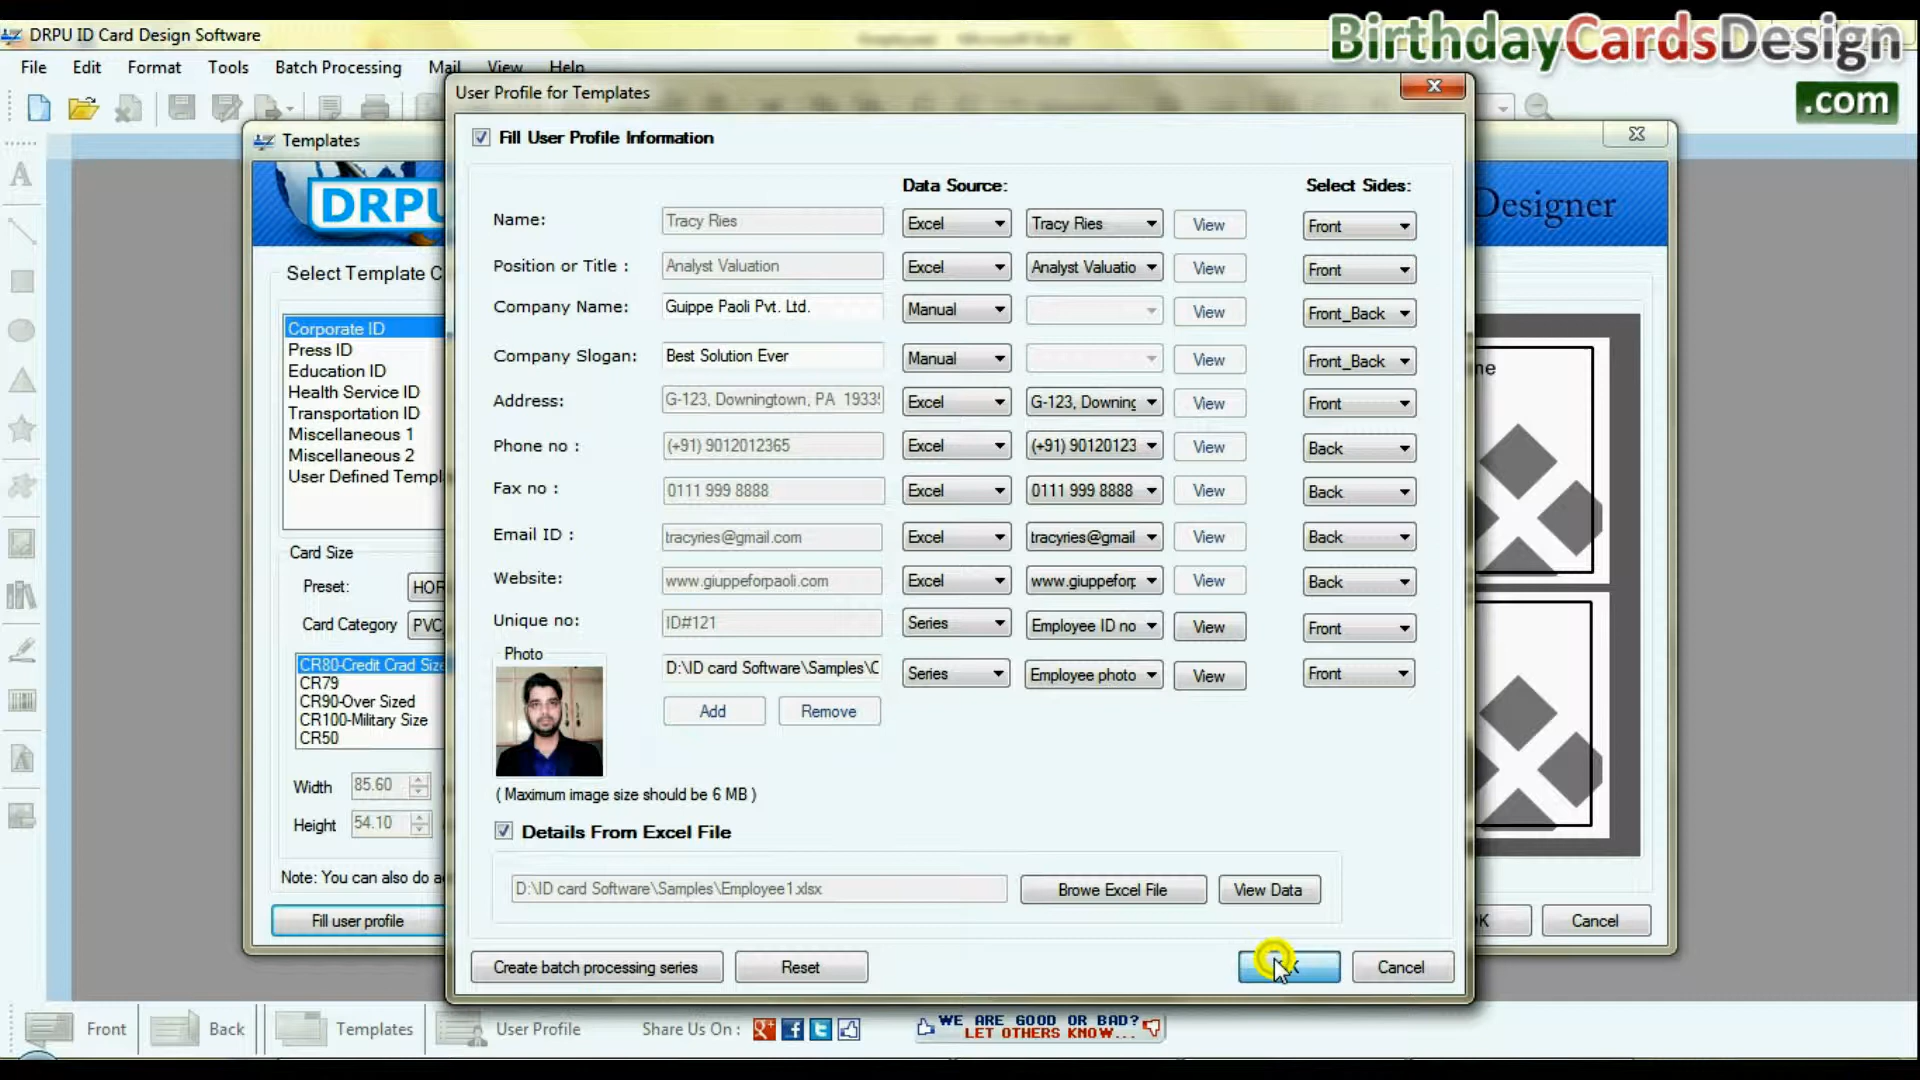 DRPU ID Card Design Software
BirthdayCardsDesign
.com
File Edit Format Tools Batch Processing Mail View Help
Templates
DRPU
Designer
Select Template C
Corporate ID
Press ID
Education ID
Health Service ID
Transportation ID
Miscellaneous 1
Miscellaneous 2
User Defined Templ
Card Size
Preset: HOR
Card Category PVC
CR80-Credit Crad Size
CR79
CR90-Over Sized
CR100-Military Size
CR50
Width 85.60
Height 54.10
Note: You can also do a
Fill user profile
Cancel
User Profile for Templates
Fill User Profile Information
Data Source: Select Sides:
Name: Tracy Ries Excel Tracy Ries View Front
Position or Title : Analyst Valuation Excel Analyst Valuatio View Front
Company Name: Guippe Paoli Pvt. Ltd. Manual View Front_Back
Company Slogan: Best Solution Ever Manual View Front_Back
Address: G-123, Downingtown, PA 1933 Excel G-123, Downing View Front
Phone no : (+91) 9012012365 Excel (+91) 90120123 View Back
Fax no : 0111 999 8888 Excel 0111 999 8888 View Back
Email ID : tracyries@gmail.com Excel tracyries@gmail View Back
Website: www.giuppeforpaoli.com Excel www.giuppeforp View Back
Unique no: ID#121 Series Employee ID no View Front
Photo D:\ID card Software\Samples\C Series Employee photo View Front
Add Remove
( Maximum image size should be 6 MB )
Details From Excel File
D:\ID card Software\Samples\Employee1.xlsx Browe Excel File View Data
Create batch processing series Reset Cancel
Front Back Templates User Profile Share Us On : WE ARE GOOD OR BAD?
LET OTHERS KNOW...